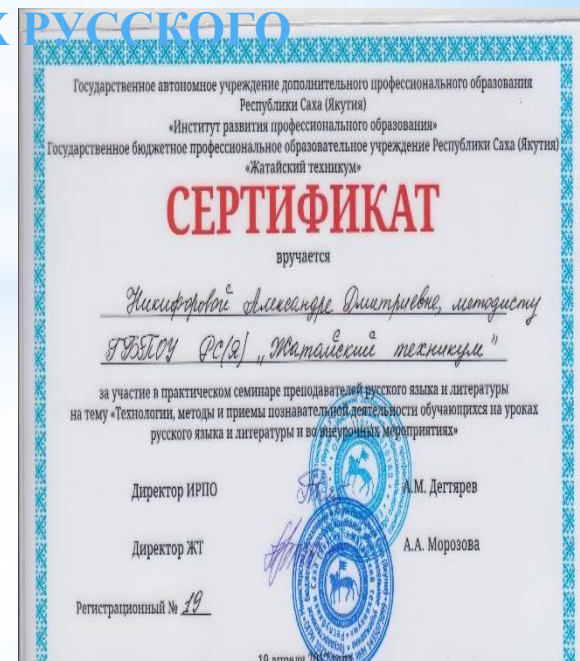 К РУССКОГО
Государственное автономное учреждение дополнительного профессионального образования
Республики Саха (Якутия)
«Институт развития профессионального образования»
Государственное бюджетное профессиональное образовательное учреждение Республики Саха (Якутия)
«Жатайский техникум»
СЕРТИФИКАТ
вручается
Никифоровой Александре Дмитриевне, методисту
ГБПОУ РС(Я) „Жатайский техникум"
за участие в практическом семинаре преподавателей русского языка и литературы
на тему «Технологии, методы и приемы познавательной деятельности обучающихся на уроках
русского языка и литературы и во внеурочных мероприятиях»
Директор ИРПО А.М. Дегтярев
Директор ЖТ А.А. Морозова
Регистрационный № 19
19 апреля